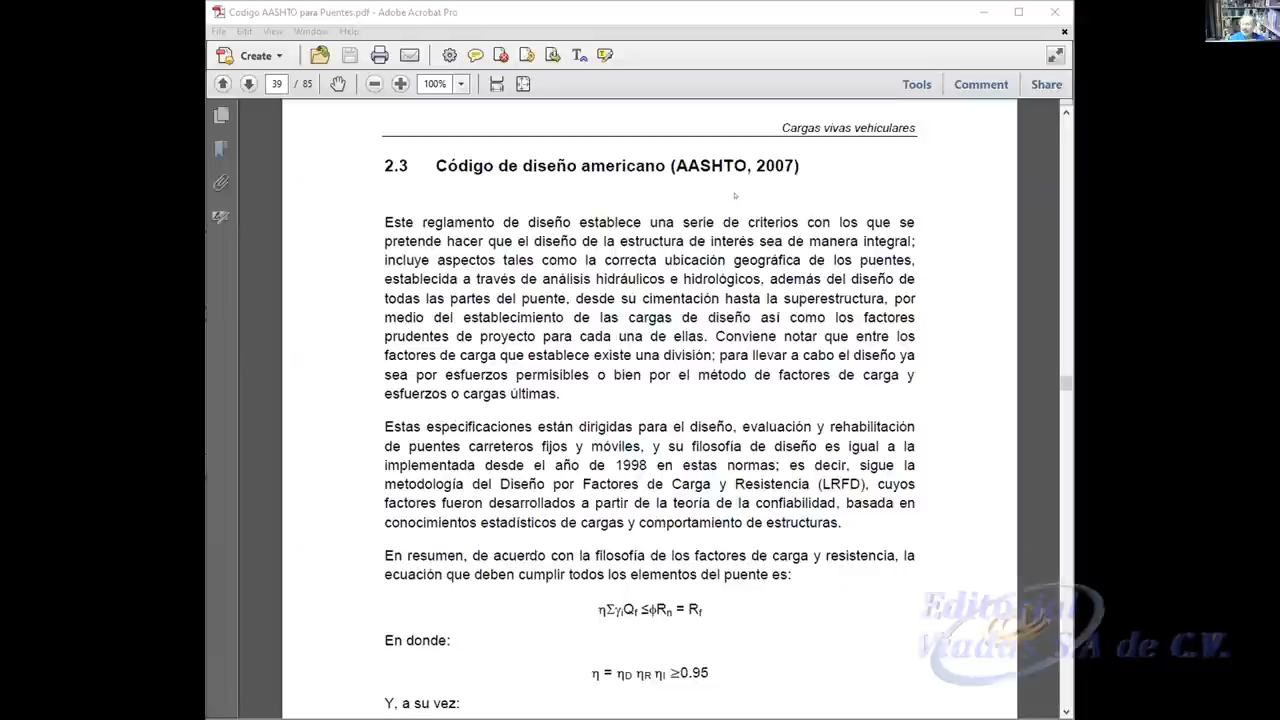 Codigo AASHTO para Puentes.pdf - Adobe Acrobat Pro
File Edit View Window Help
Create
39 / 85 100% Tools Comment Share
Cargas vivas vehiculares
2.3 Código de diseño americano (AASHTO, 2007)
Este reglamento de diseño establece una serie de criterios con los que se
pretende hacer que el diseño de la estructura de interés sea de manera integral;
incluye aspectos tales como la correcta ubicación geográfica de los puentes,
establecida a través de análisis hidráulicos e hidrológicos, además del diseño de
todas las partes del puente, desde su cimentación hasta la superestructura, por
medio del establecimiento de las cargas de diseño así como los factores
prudentes de proyecto para cada una de ellas. Conviene notar que entre los
factores de carga que establece existe una división; para llevar a cabo el diseño ya
sea por esfuerzos permisibles o bien por el método de factores de carga y
esfuerzos o cargas últimas.
Estas especificaciones están dirigidas para el diseño, evaluación y rehabilitación
de puentes carreteros fijos y móviles, y su filosofía de diseño es igual a la
implementada desde el año de 1998 en estas normas; es decir, sigue la
metodología del Diseño por Factores de Carga y Resistencia (LRFD), cuyos
factores fueron desarrollados a partir de la teoría de la confiabilidad, basada en
conocimientos estadísticos de cargas y comportamiento de estructuras.
En resumen, de acuerdo con la filosofía de los factores de carga y resistencia, la
ecuación que deben cumplir todos los elementos del puente es:
ηΣγiQf ≤ϕRn = Rf
En donde:
η = ηD ηR ηI ≥0.95
Y, a su vez:
Editorial
Viadas S.A de C.V.